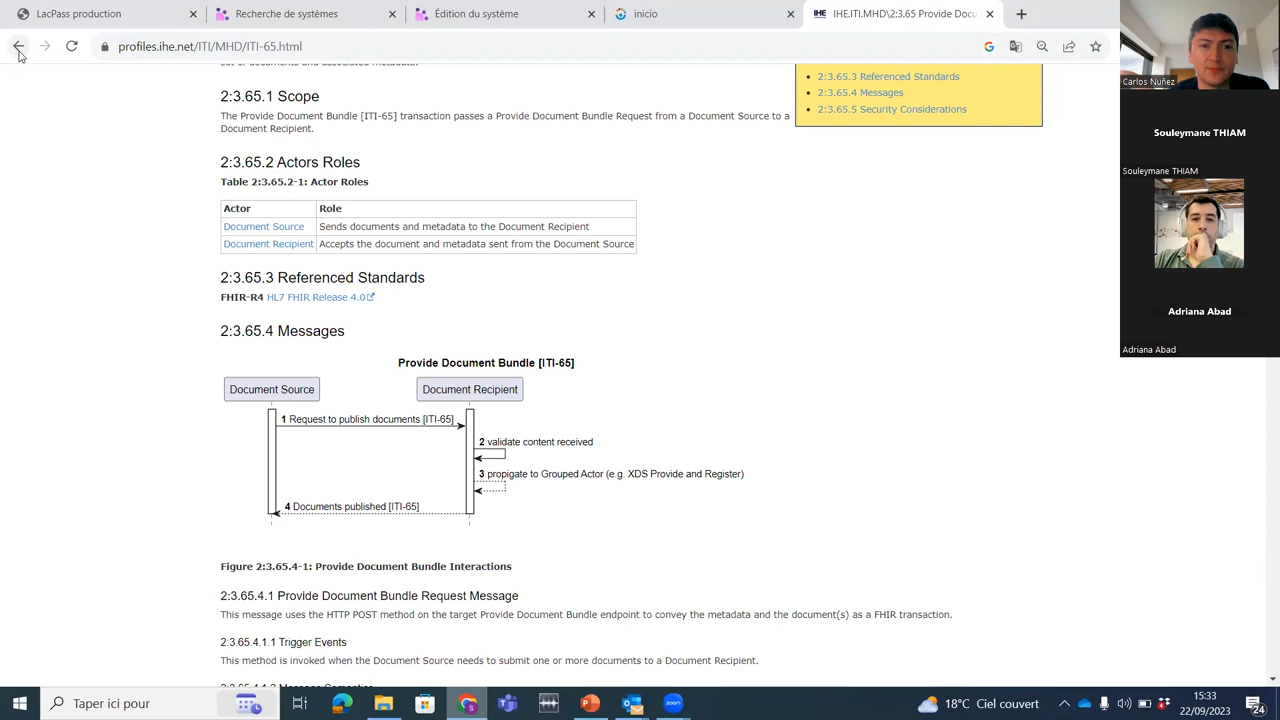 LacPass production
Recherche de systèmes
Édition du système
inicio
IHE.ITI.MHD\2:3.65 Provide Docu
profiles.ihe.net/ITI/MHD/ITI-65.html
set of documents and associated metadata.
2:3.65.3 Referenced Standards
2:3.65.4 Messages
2:3.65.5 Security Considerations
2:3.65.1 Scope
The Provide Document Bundle [ITI-65] transaction passes a Provide Document Bundle Request from a Document Source to a
Document Recipient.
2:3.65.2 Actors Roles
Table 2:3.65.2-1: Actor Roles
Actor Role
Document Source Sends documents and metadata to the Document Recipient
Document Recipient Accepts the document and metadata sent from the Document Source
2:3.65.3 Referenced Standards
FHIR-R4 HL7 FHIR Release 4.0
2:3.65.4 Messages
Provide Document Bundle [ITI-65]
Document Source Document Recipient
1 Request to publish documents [ITI-65]
2 validate content received
3 propigate to Grouped Actor (e.g. XDS Provide and Register)
4 Documents published [ITI-65]
Figure 2:3.65.4-1: Provide Document Bundle Interactions
2:3.65.4.1 Provide Document Bundle Request Message
This message uses the HTTP POST method on the target Provide Document Bundle endpoint to convey the metadata and the document(s) as a FHIR transaction.
2:3.65.4.1.1 Trigger Events
This method is invoked when the Document Source needs to submit one or more documents to a Document Recipient.
Carlos Nuñez
Souleymane THIAM
Souleymane THIAM
Adriana Abad
Adriana Abad
Taper ici pour
18°C Ciel couvert
15:33
22/09/2023
24